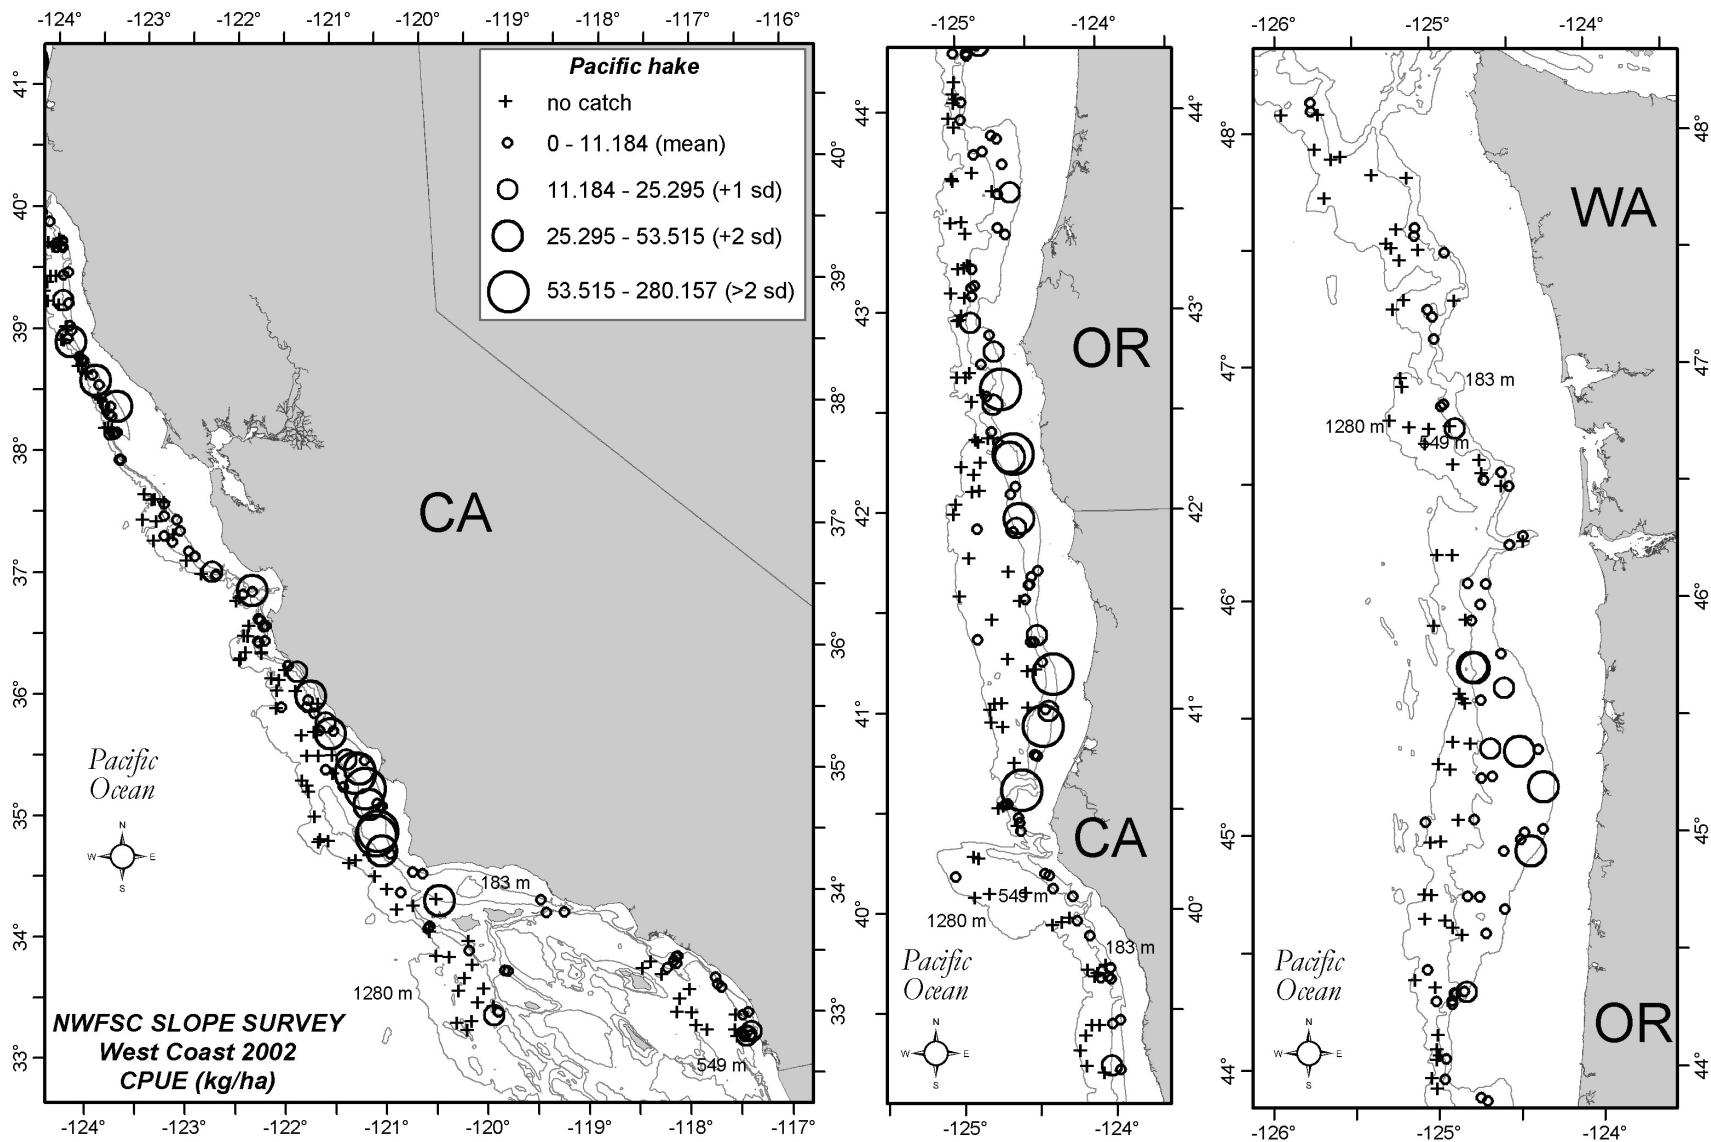 -124° -123° -122° -121° -120° -119° -118° -117° -116°
41°
40°
39°
38°
37°
36°
35°
34°
33°
Pacific hake
+ no catch
0 - 11.184 (mean)
11.184 - 25.295 (+1 sd)
25.295 - 53.515 (+2 sd)
53.515 - 280.157 (>2 sd)
CA
Pacific
Ocean
N
W E
S
183 m
1280 m
549 m
NWFSC SLOPE SURVEY
West Coast 2002
CPUE (kg/ha)
40°
39°
38°
37°
36°
35°
34°
33°
-124° -123° -122° -121° -120° -119° -118° -117°
-125° -124°
44°
43°
42°
41°
40°
OR
CA
549 m
1280 m
183 m
Pacific
Ocean
N
W E
S
44°
43°
42°
41°
40°
-125° -124°
-126° -125° -124°
48°
47°
46°
45°
44°
WA
183 m
1280 m
549 m
Pacific
Ocean
OR
N
W E
S
48°
47°
46°
45°
44°
-126° -125° -124°